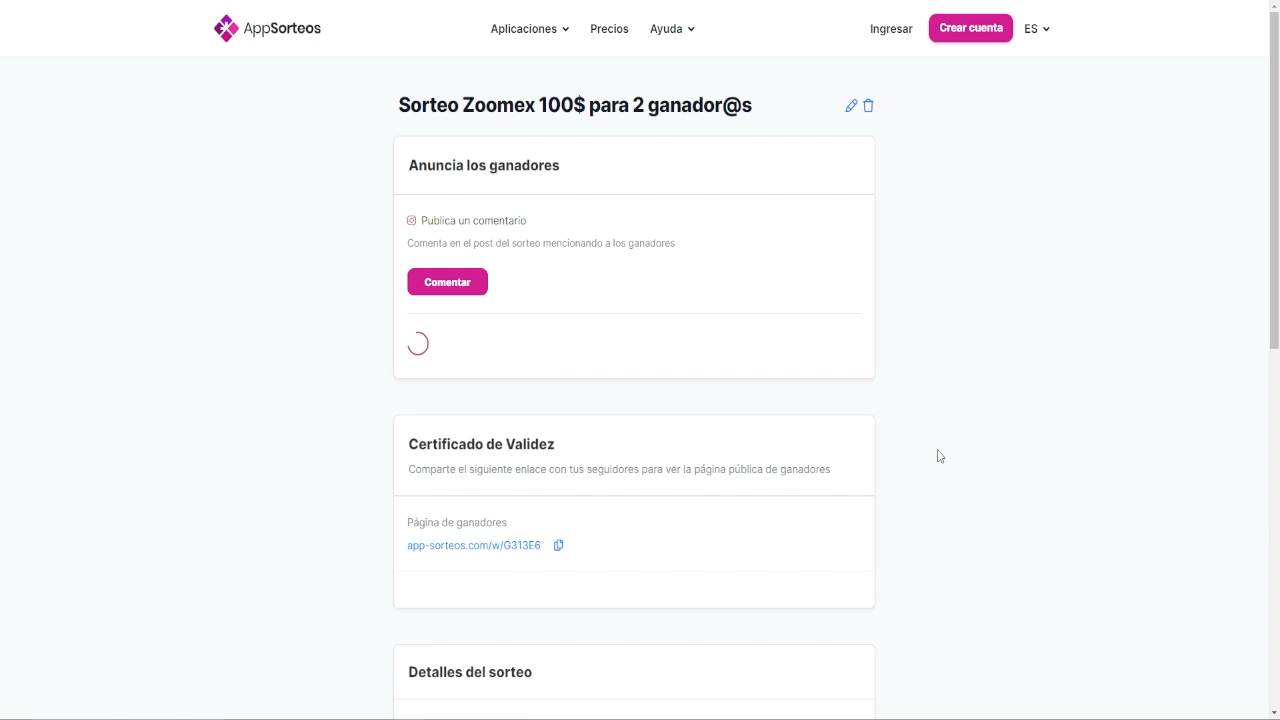 AppSorteos
Aplicaciones
Precios
Ayuda
Ingresar
Crear cuenta
ES
Sorteo Zoomex 100$ para 2 ganador@s
Anuncia los ganadores
Publica un comentario
Comenta en el post del sorteo mencionando a los ganadores
Comentar
Certificado de Validez
Comparte el siguiente enlace con tus seguidores para ver la página pública de ganadores
Página de ganadores
app-sorteos.com/w/G313E6
Detalles del sorteo